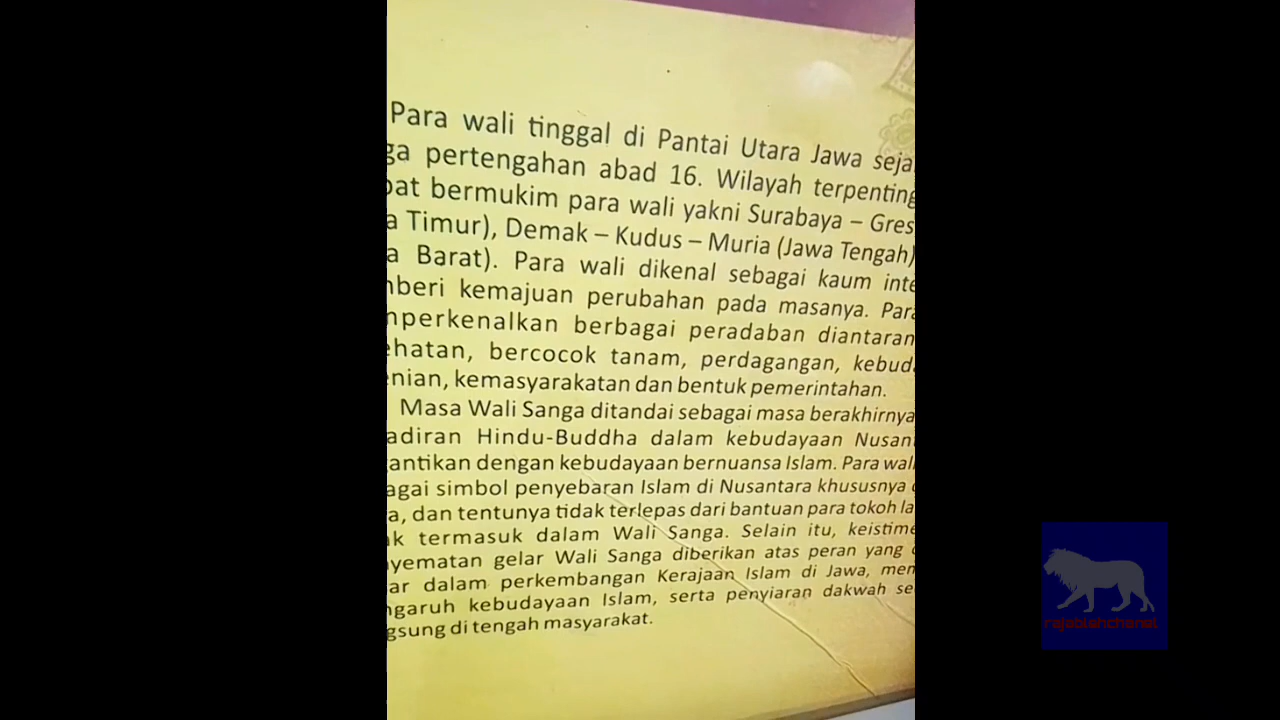 Para wali tinggal di Pantai Utara Jawa seja
ga pertengahan abad 16. Wilayah terpenting
pat bermukim para wali yakni Surabaya – Gres
a Timur), Demak – Kudus – Muria (Jawa Tengah)
a Barat). Para wali dikenal sebagai kaum inte
mberi kemajuan perubahan pada masanya. Para
mperkenalkan berbagai peradaban diantaran
ehatan, bercocok tanam, perdagangan, kebud
enian, kemasyarakatan dan bentuk pemerintahan.
Masa Wali Sanga ditandai sebagai masa berakhirnya
adiran Hindu-Buddha dalam kebudayaan Nusant
antikan dengan kebudayaan bernuansa Islam. Para wali
agai simbol penyebaran Islam di Nusantara khususnya
a, dan tentunya tidak terlepas dari bantuan para tokoh la
ak termasuk dalam Wali Sanga. Selain itu, keistime
nyematan gelar Wali Sanga diberikan atas peran yang
ar dalam perkembangan Kerajaan Islam di Jawa, men
ngaruh kebudayaan Islam, serta penyiaran dakwah se
gsung di tengah masyarakat.
rajabishchanel